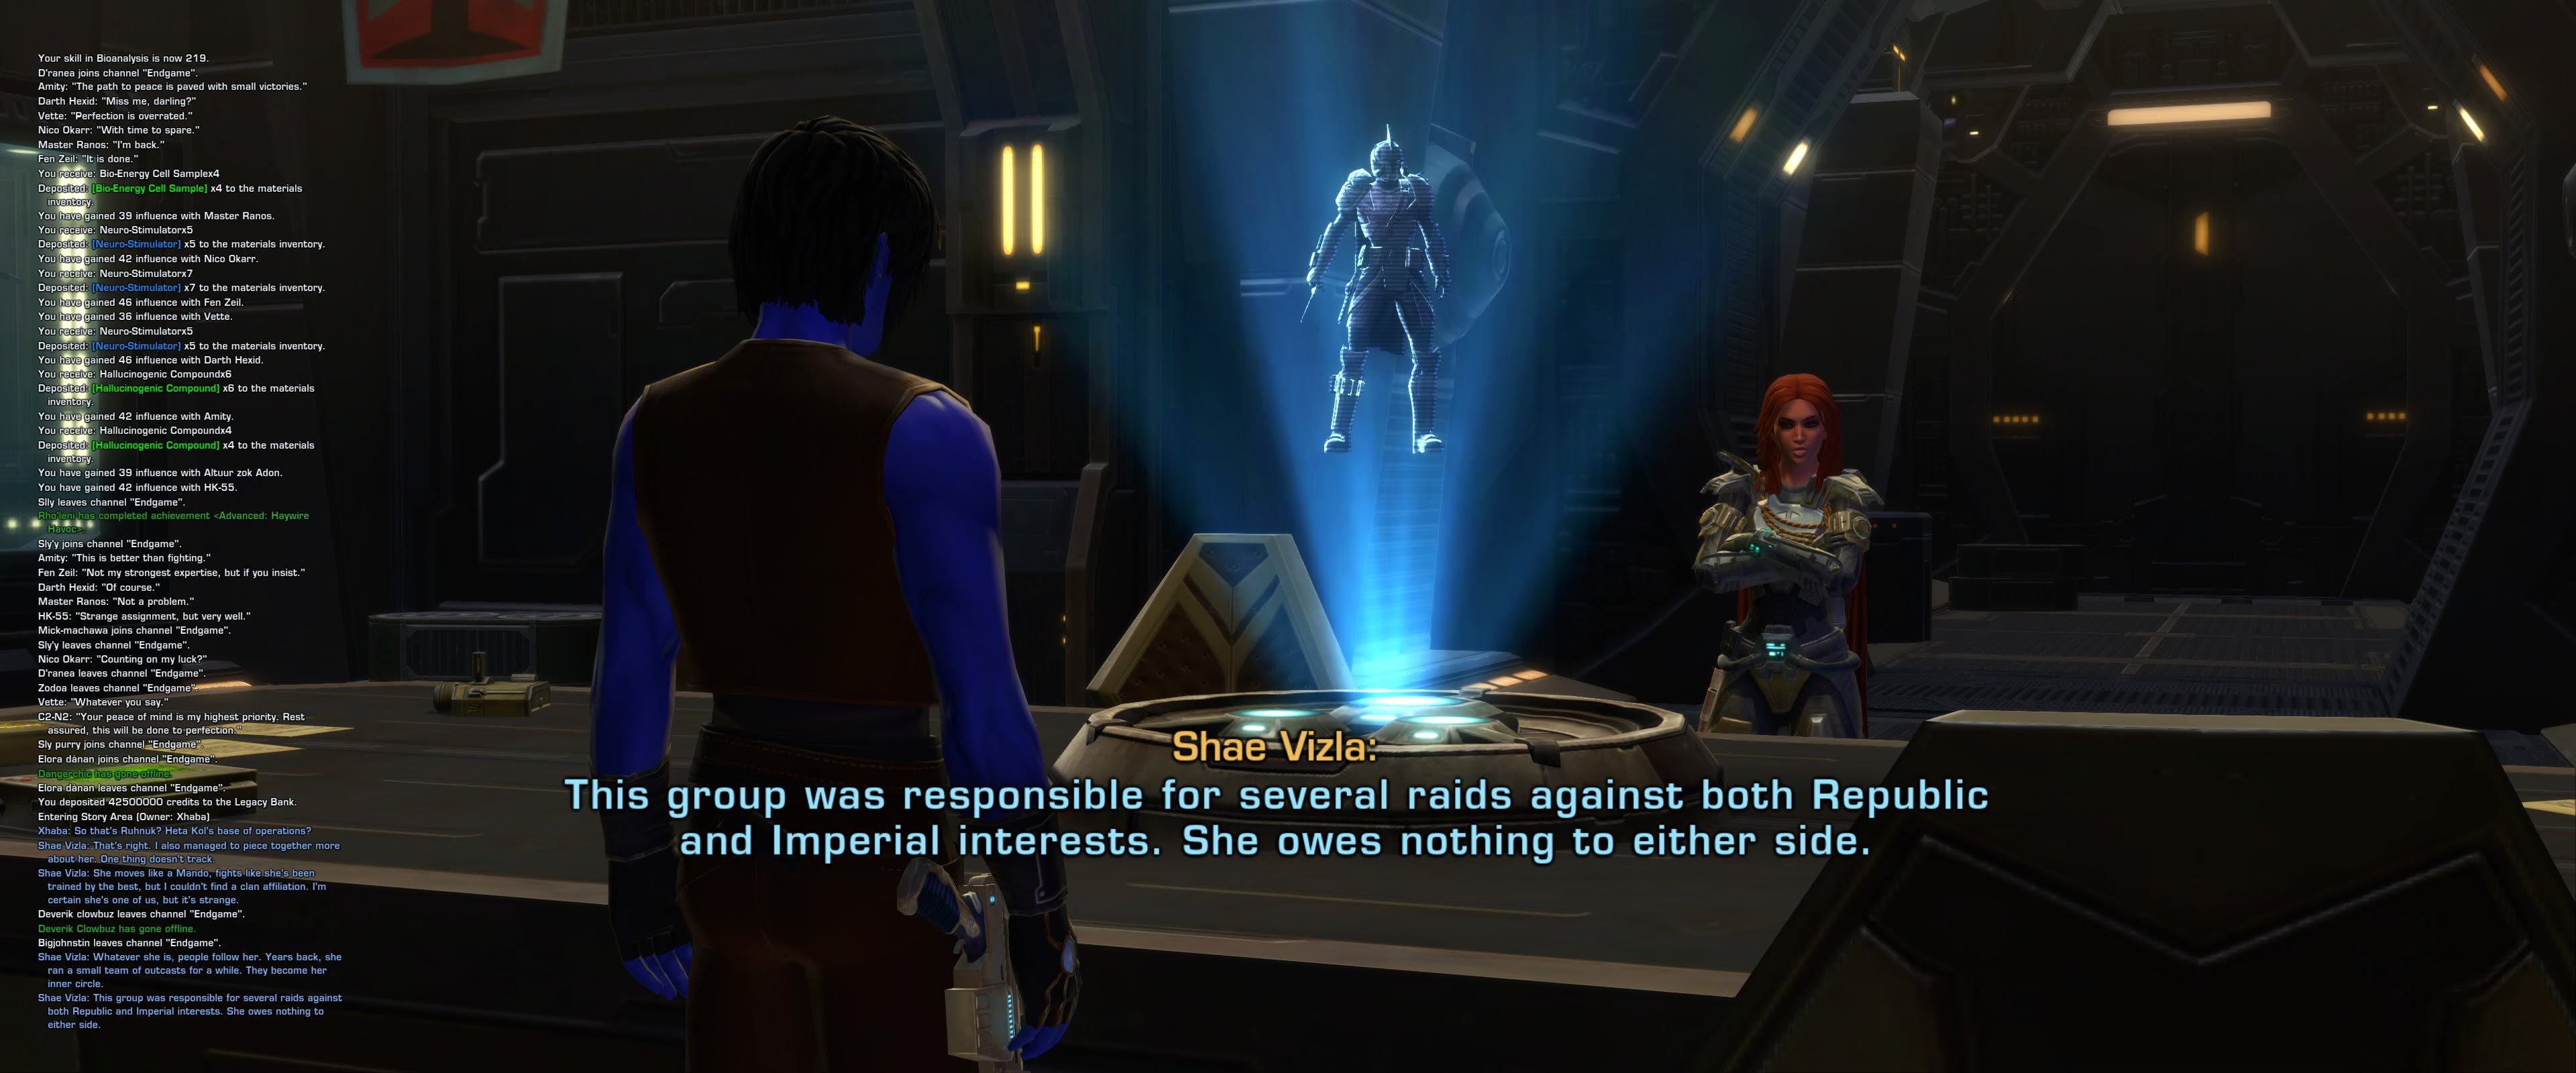 Your skill in Bioanalysis is now 219.
D'ranea joins channel "Endgame".
Amity: "The path to peace is paved with small victories."
Darth Hexid: "Miss me, darling?"
Vette: "Perfection is overrated."
Nico Okarr: "With time to spare."
Master Ranos: "I'm back."
Fen Zeil: "It is done."
You receive: Bio-Energy Cell Samplex4
Deposited: [Bio-Energy Cell Sample] x4 to the materials
inventory.
You have gained 39 influence with Master Ranos.
You receive: Neuro-Stimulatorx5
Deposited: [Neuro-Stimulator] x5 to the materials inventory.
You have gained 42 influence with Nico Okarr.
You receive: Neuro-Stimulatorx7
Deposited: [Neuro-Stimulator] x7 to the materials inventory.
You have gained 46 influence with Fen Zeil.
You have gained 36 influence with Vette.
You receive: Neuro-Stimulatorx5
Deposited: [Neuro-Stimulator] x5 to the materials inventory.
You have gained 46 influence with Darth Hexid.
You receive: Hallucinogenic Compoundx6
Deposited: [Hallucinogenic Compound] x6 to the materials
inventory.
You have gained 42 influence with Amity.
You receive: Hallucinogenic Compoundx4
Deposited: [Hallucinogenic Compound] x4 to the materials
inventory.
You have gained 39 influence with Altuur zok Adon.
You have gained 42 influence with HK-55.
Slly leaves channel "Endgame".
Rho'leni has completed achievement <Advanced: Haywire
Havoc>.
Sly'y joins channel "Endgame".
Amity: "This is better than fighting."
Fen Zeil: "Not my strongest expertise, but if you insist."
Darth Hexid: "Of course."
Master Ranos: "Not a problem."
HK-55: "Strange assignment, but very well."
Mick-machawa joins channel "Endgame".
Sly'y leaves channel "Endgame".
Nico Okarr: "Counting on my luck?"
D'ranea leaves channel "Endgame".
Zodoa leaves channel "Endgame".
Vette: "Whatever you say."
C2-N2: "Your peace of mind is my highest priority. Rest
assured, this will be done to perfection."
Sly purry joins channel "Endgame".
Elora dánan joins channel "Endgame".
Dangerchic has gone offline.
Elora dánan leaves channel "Endgame".
You deposited 42500000 credits to the Legacy Bank.
Entering Story Area (Owner: Xhaba)
Xhaba: So that's Ruhnuk? Heta Kol's base of operations?
Shae Vizla: That's right. I also managed to piece together more
about her. One thing doesn't track.
Shae Vizla: She moves like a Mando, fights like she's been
trained by the best, but I couldn't find a clan affiliation. I'm
certain she's one of us, but it's strange.
Deverik clowbuz leaves channel "Endgame".
Deverik Clowbuz has gone offline.
Bigjohnstin leaves channel "Endgame".
Shae Vizla: Whatever she is, people follow her. Years back, she
ran a small team of outcasts for a while. They become her
inner circle.
Shae Vizla: This group was responsible for several raids against
both Republic and Imperial interests. She owes nothing to
either side.
Shae Vizla:
This group was responsible for several raids against both Republic
and Imperial interests. She owes nothing to either side.